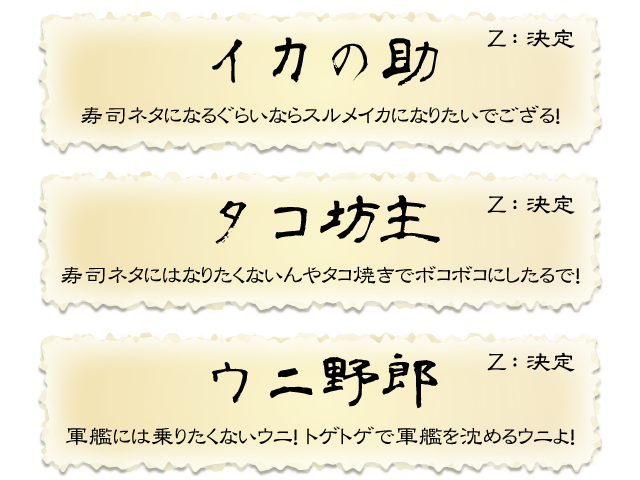 イカの助
Z：決定
寿司ネタになるぐらいならスルメイカになりたいでござる!
タコ坊主
Z：決定
寿司ネタにはなりたくないんやタコ焼きでボコボコにしたるで!
ウニ野郎
Z：決定
軍艦には乗りたくないウニ! トゲトゲで軍艦を沈めるウニよ!